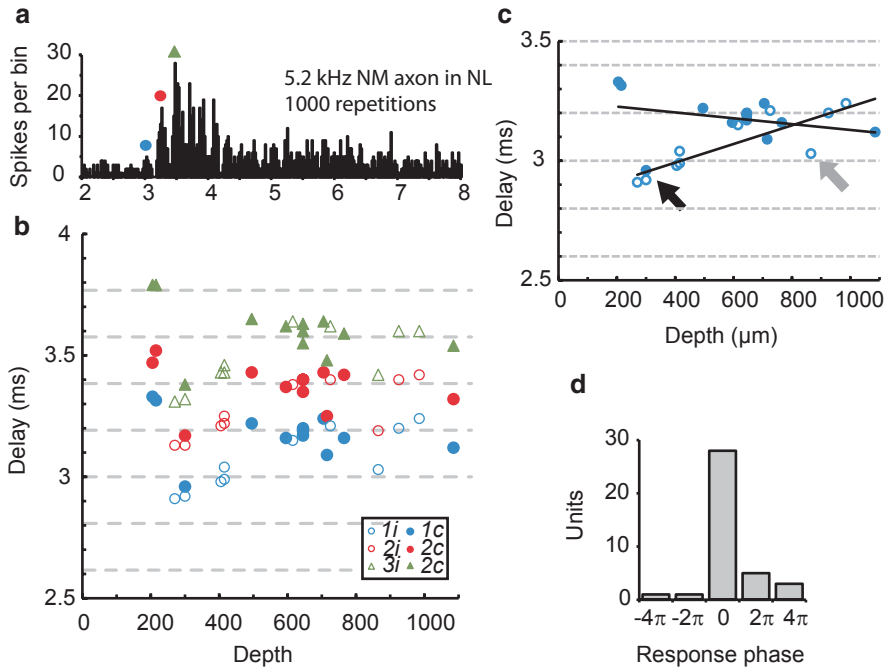 a
Spikes per bin
30
20
10
0
5.2 kHz NM axon in NL
1000 repetitions
2 3 4 5 6 7 8
b
Delay (ms)
4
3.5
3
2.5
0 200 400 600 800 1000
Depth
1i 1c
2i 2c
3i 2c
c
Delay (ms)
3.5
3
2.5
0 200 400 600 800 1000
Depth (µm)
d
Units
30
20
10
0
-4π -2π 0 2π 4π
Response phase